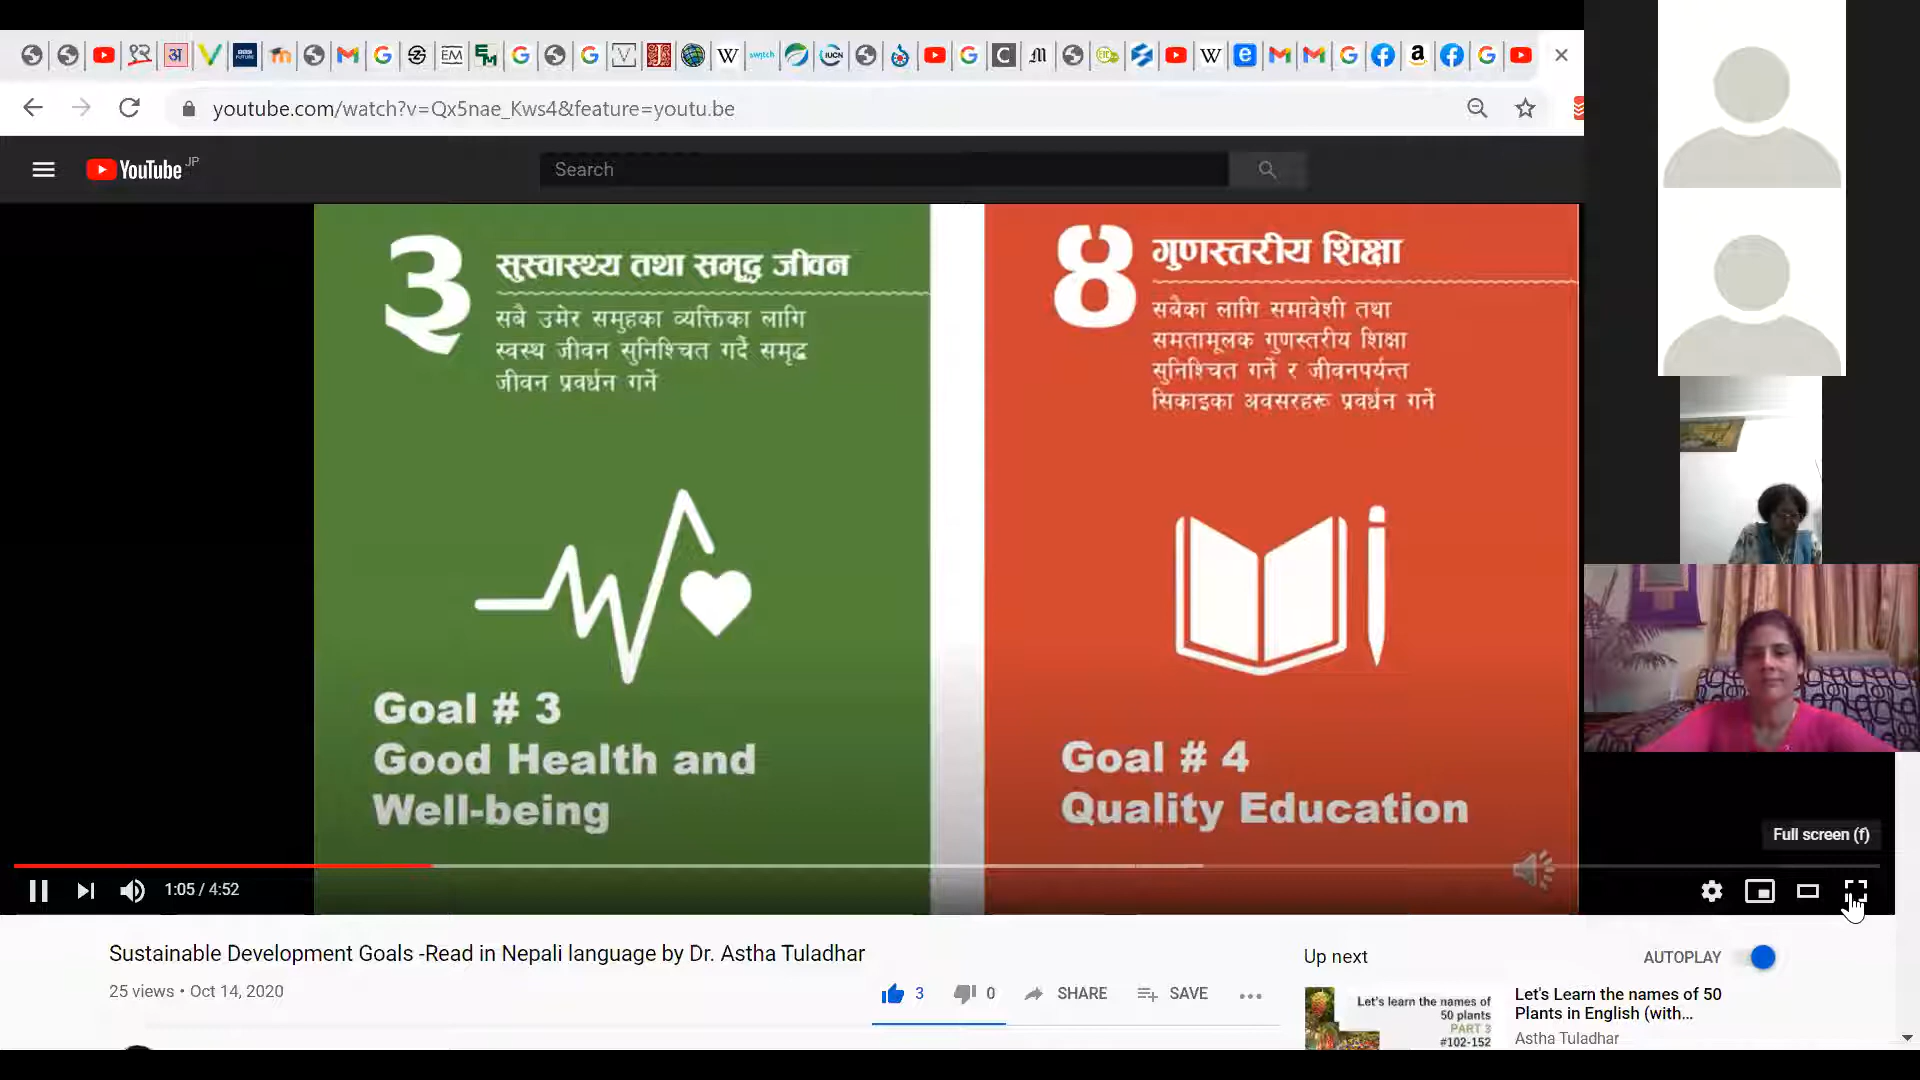 youtube.com/watch?v=Qx5nae_Kws4&feature=youtu.be
YouTube JP
Search
३
सुस्वास्थ्य तथा समृद्ध जीवन
सबै उमेर समुहका व्यक्तिका लागि
स्वस्थ जीवन सुनिश्चित गर्दै समृद्ध
जीवन प्रवर्धन गर्ने
Goal # 3
Good Health and
Well-being
४
गुणस्तरीय शिक्षा
सबैका लागि समावेशी तथा
समतामूलक गुणस्तरीय शिक्षा
सुनिश्चित गर्ने र जीवनपर्यन्त
सिकाइका अवसरहरू प्रवर्धन गर्ने
Goal # 4
Quality Education
Full screen (f)
1:05 / 4:52
Sustainable Development Goals -Read in Nepali language by Dr. Astha Tuladhar
25 views • Oct 14, 2020
3 0 SHARE SAVE
Up next
AUTOPLAY
Let's learn the names of
50 plants
PART 3
#102-152
Let's Learn the names of 50
Plants in English (with...
Astha Tuladhar